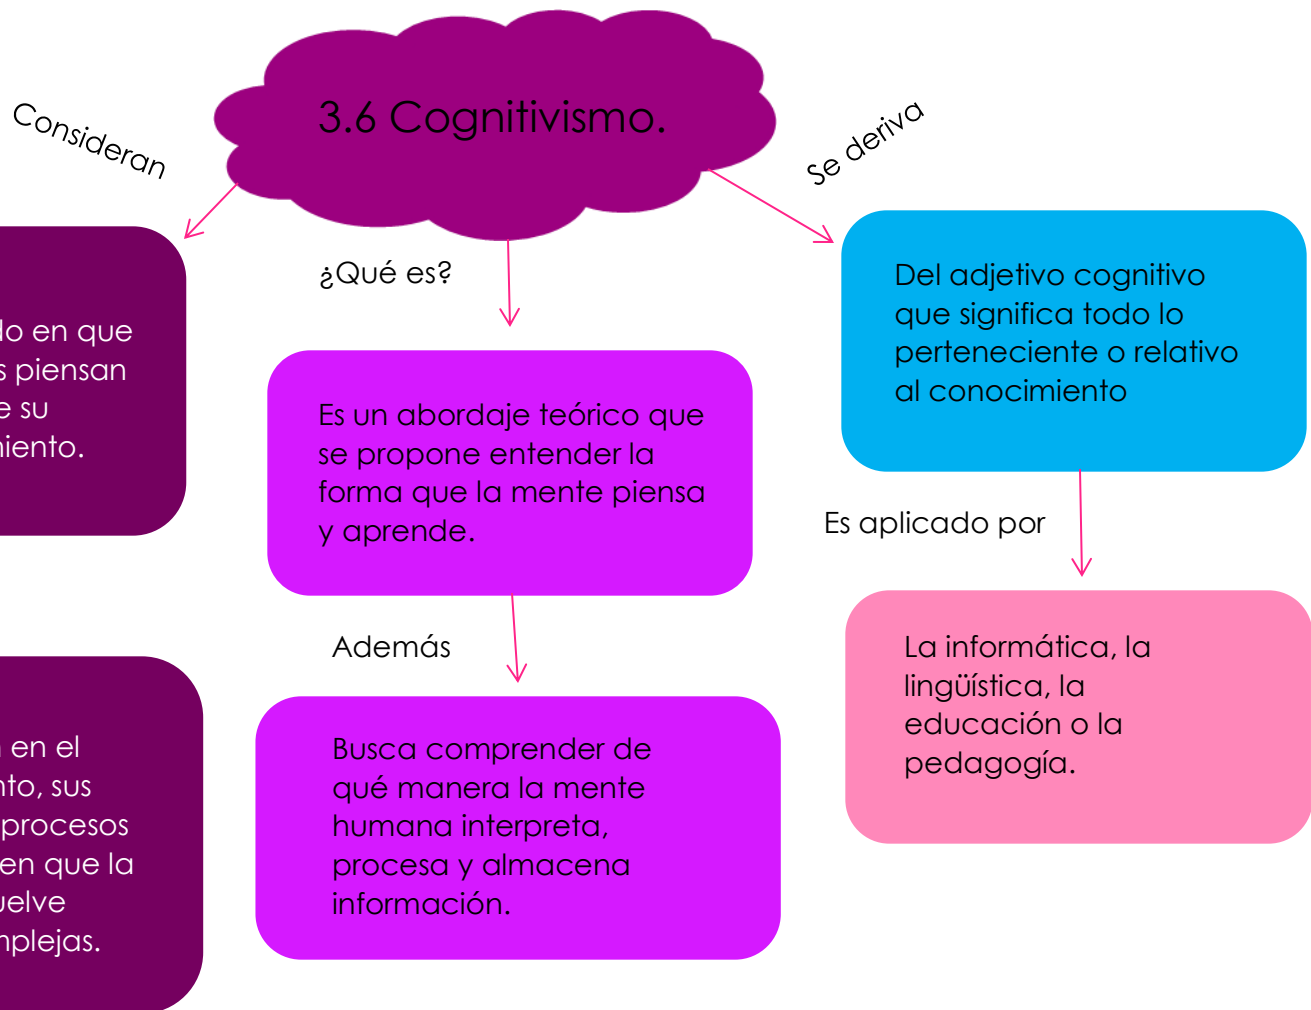 3.6 Cognitivismo.
Consideran
Se deriva
¿Qué es?
do en que
s piensan
e su
niento.
Es un abordaje teórico que
se propone entender la
forma que la mente piensa
y aprende.
Del adjetivo cognitivo
que significa todo lo
perteneciente o relativo
al conocimiento
Es aplicado por
Además
en el
nto, sus
procesos
en que la
uelve
nplejas.
Busca comprender de
qué manera la mente
humana interpreta,
procesa y almacena
información.
La informática, la
lingüística, la
educación o la
pedagogía.